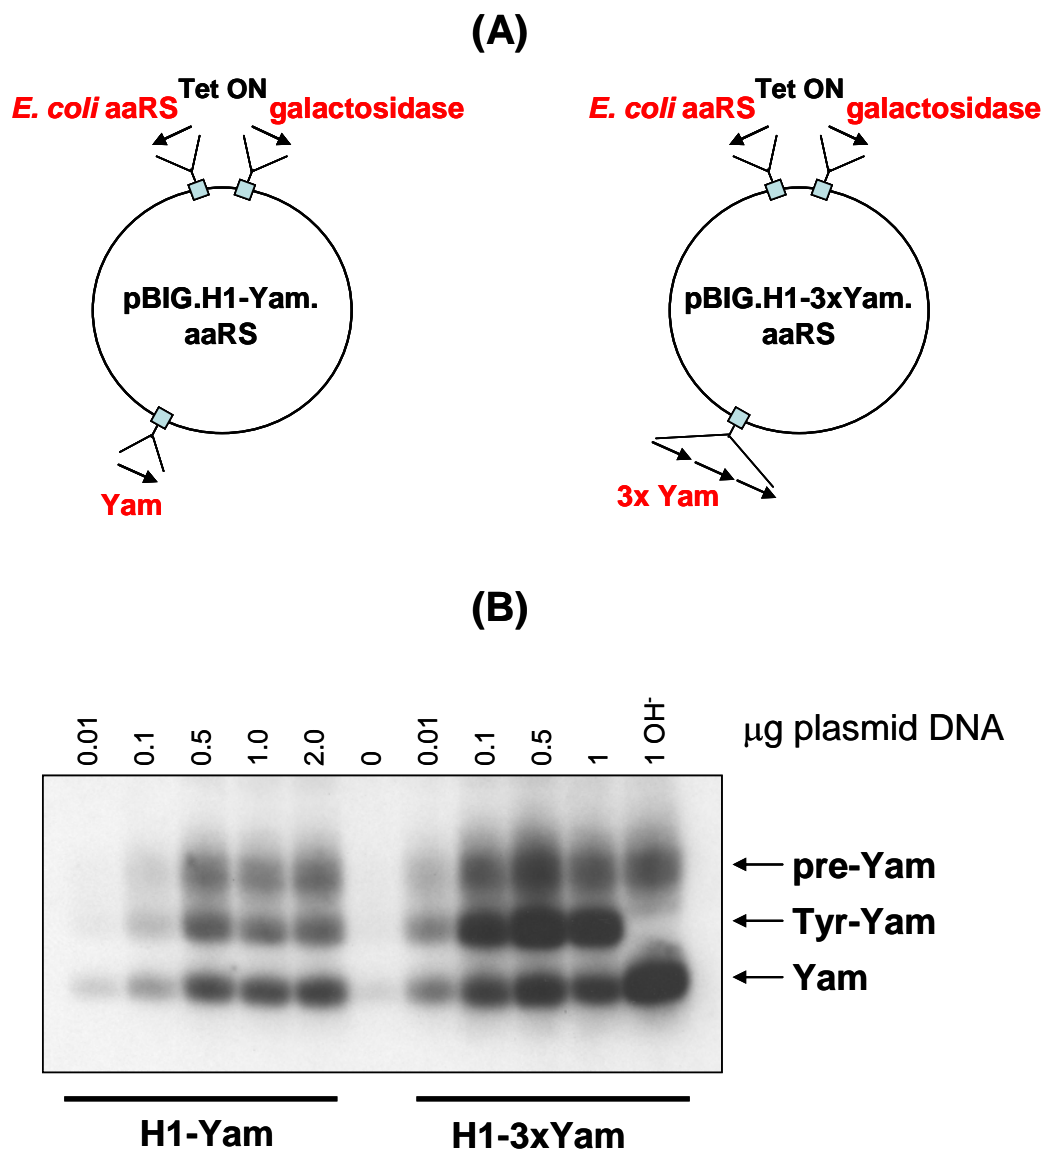 (A)
Tet ON
E. coli aaRS
galactosidase
pBIG.H1-Yam.
aaRS
Yam
Tet ON
E. coli aaRS
galactosidase
pBIG.H1-3xYam.
aaRS
3x Yam
(B)
0.01 0.1 0.5 1.0 2.0 0 0.01 0.1 0.5 1 1 OH-
µg plasmid DNA
pre-Yam
Tyr-Yam
Yam
H1-Yam
H1-3xYam